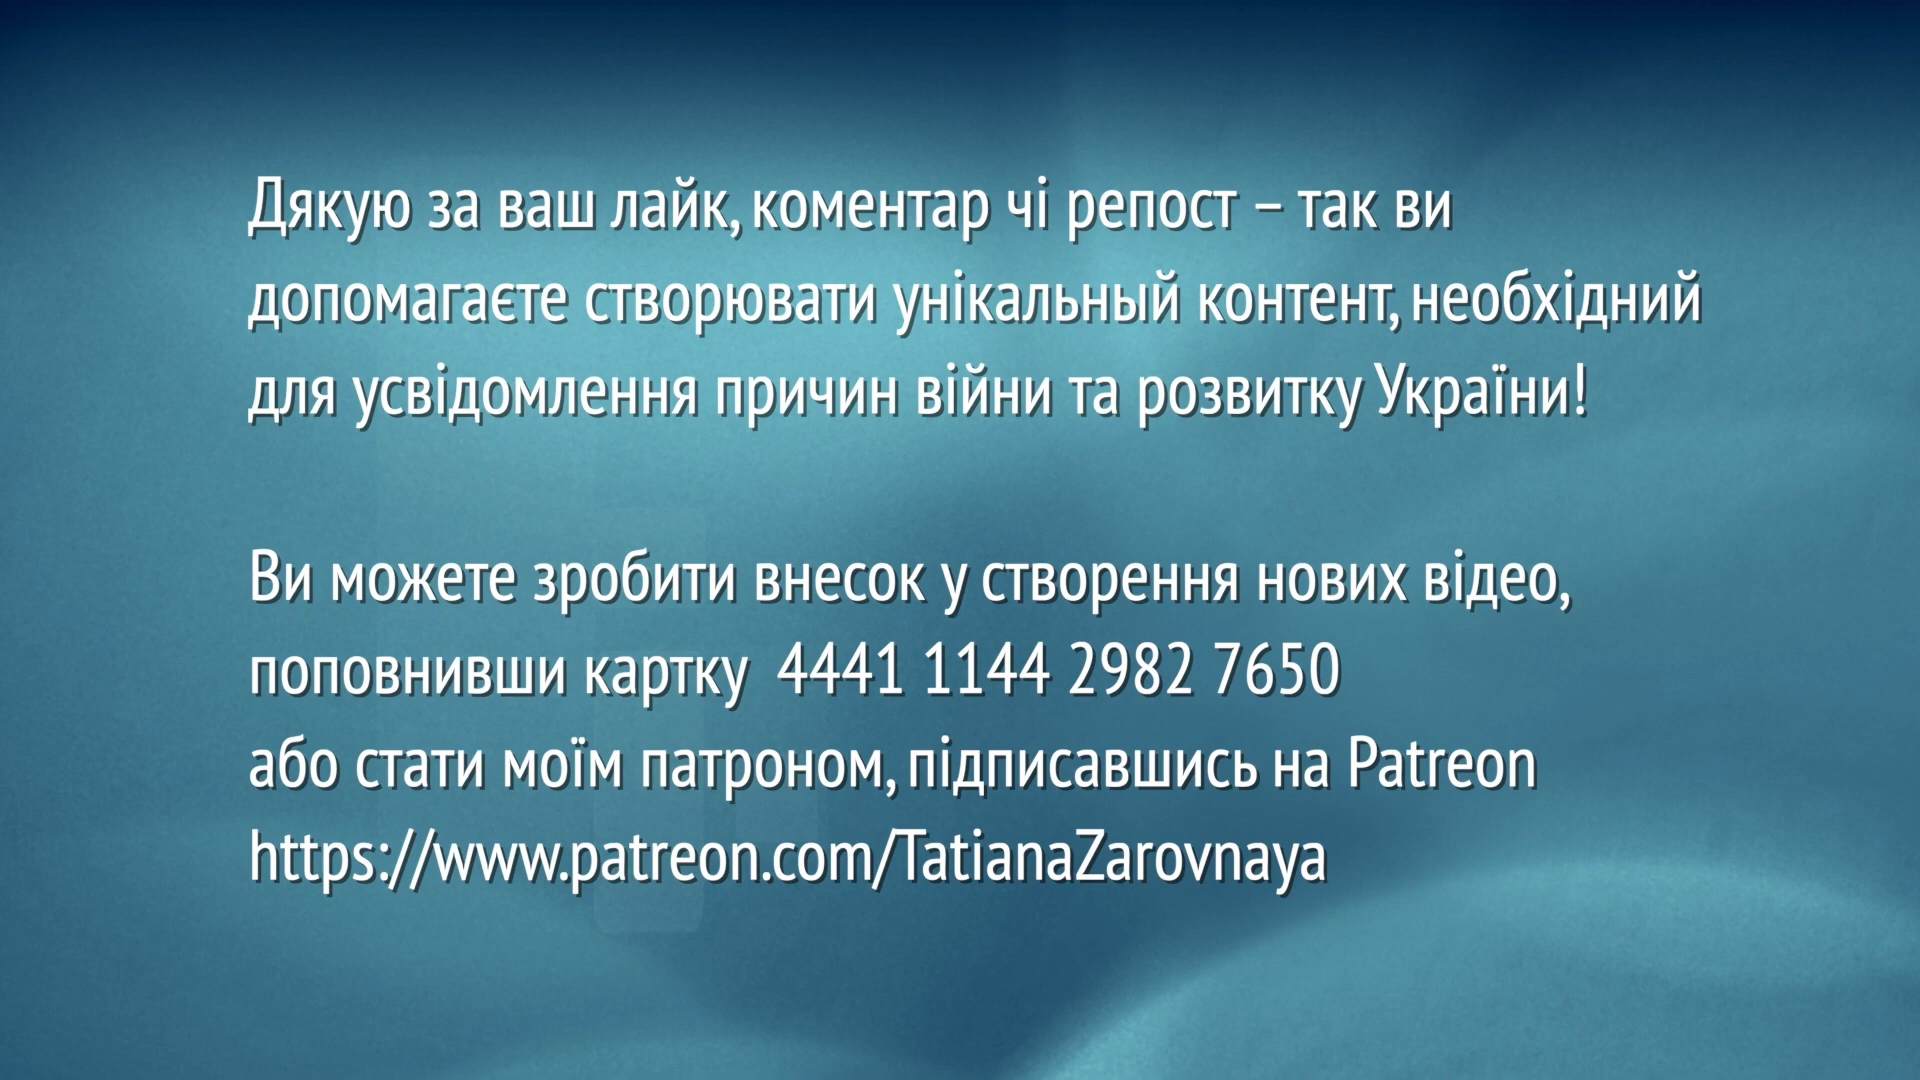 Дякую за ваш лайк, коментар чі репост – так ви
допомагаєте створювати унікальный контент, необхідний
для усвідомлення причин війни та розвитку України!
Ви можете зробити внесок у створення нових відео,
поповнивши картку 4441 1144 2982 7650
або стати моїм патроном, підписавшись на Patreon
https://www.patreon.com/TatianaZarovnaya